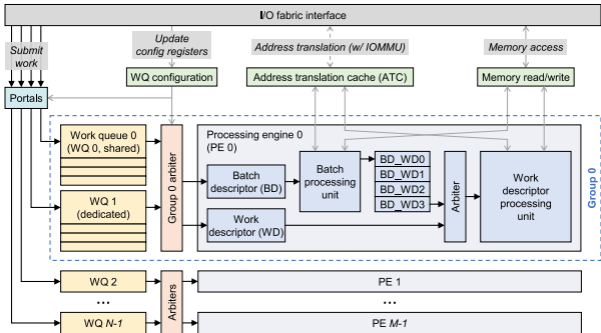 I/O fabric interface
Submit
work
Update
config registers
Address translation (w/ IOMMU)
Memory access
WQ configuration
Address translation cache (ATC)
Memory read/write
Portals
Work queue 0
(WQ 0, shared)
WQ 1
(dedicated)
Group 0 arbiter
Processing engine 0
(PE 0)
Batch
descriptor (BD)
Work
descriptor (WD)
Batch
processing
unit
BD_WD0
BD_WD1
BD_WD2
BD_WD3
Arbiter
Work
descriptor
processing
unit
Group 0
WQ 2
...
WQ N-1
Arbiters
PE 1
...
PE M-1